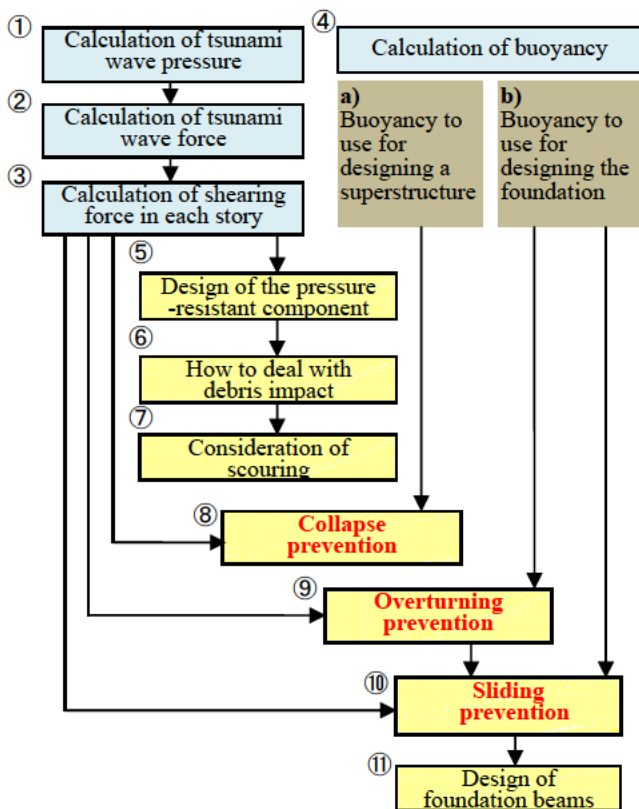 ①
Calculation of tsunami
wave pressure
②
Calculation of tsunami
wave force
③
Calculation of shearing
force in each story
④
Calculation of buoyancy
a)
Buoyancy to
use for
designing a
superstructure
b)
Buoyancy to
use for
designing the
foundation
⑤
Design of the pressure
-resistant component
⑥
How to deal with
debris impact
⑦
Consideration of
scouring
⑧
Collapse
prevention
⑨
Overturning
prevention
⑩
Sliding
prevention
⑪
Design of
foundation beams